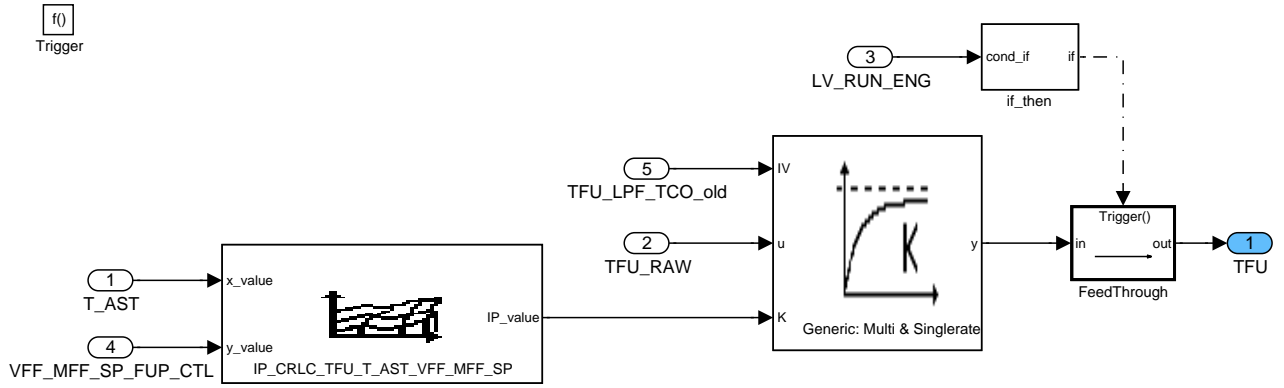 f()
Trigger
3
LV_RUN_ENG
cond_if
if
if_then
5
TFU_LPF_TCO_old
IV
2
TFU_RAW
u
y
K
K
Generic: Multi & Singlerate
Trigger()
in
out
FeedThrough
1
TFU
1
T_AST
x_value
4
VFF_MFF_SP_FUP_CTL
y_value
IP_value
IP_CRLC_TFU_T_AST_VFF_MFF_SP